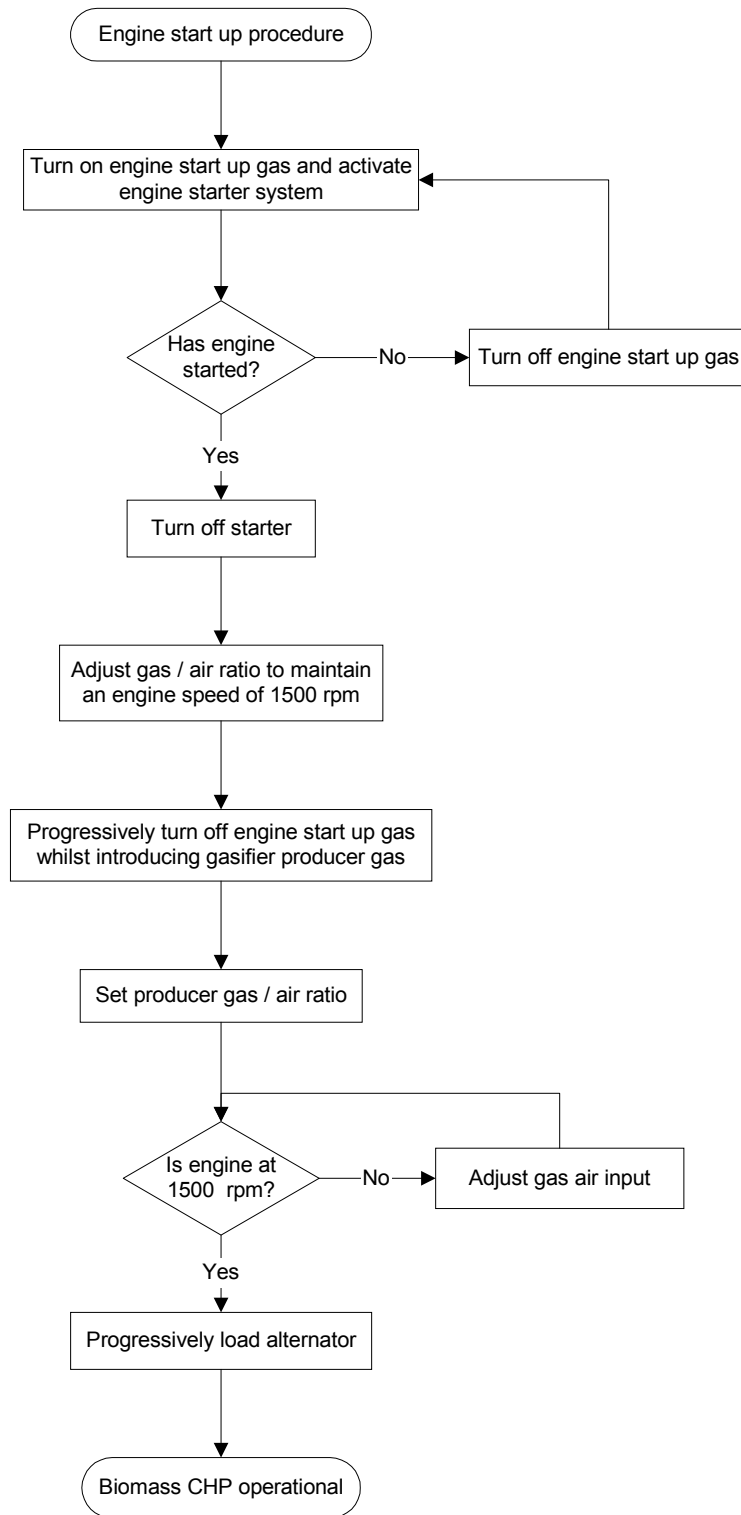 Engine start up procedure
Turn on engine start up gas and activate
engine starter system
Has engine
started?
No
Turn off engine start up gas
Yes
Turn off starter
Adjust gas / air ratio to maintain
an engine speed of 1500 rpm
Progressively turn off engine start up gas
whilst introducing gasifier producer gas
Set producer gas / air ratio
Is engine at
1500 rpm?
No
Adjust gas air input
Yes
Progressively load alternator
Biomass CHP operational